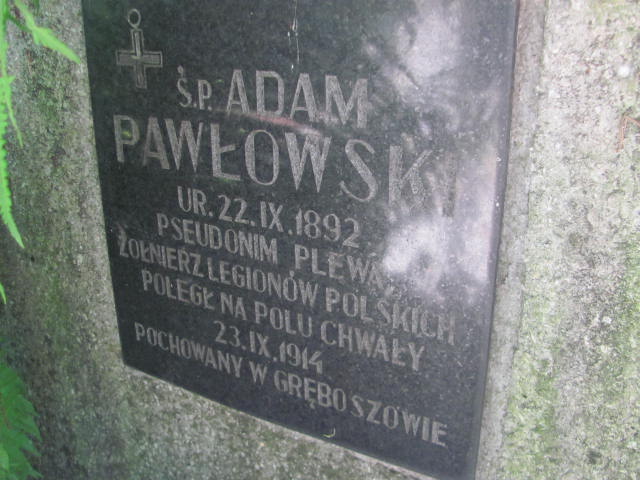 Ś.P. ADAM
PAWŁOWSKI
UR. 22.IX.1892
PSEUDONIM PLEWA
ŻOŁNIERZ LEGIONÓW POLSKICH
POLEGŁ NA POLU CHWAŁY
23.IX.1914
POCHOWANY W GRĘBOSZOWIE